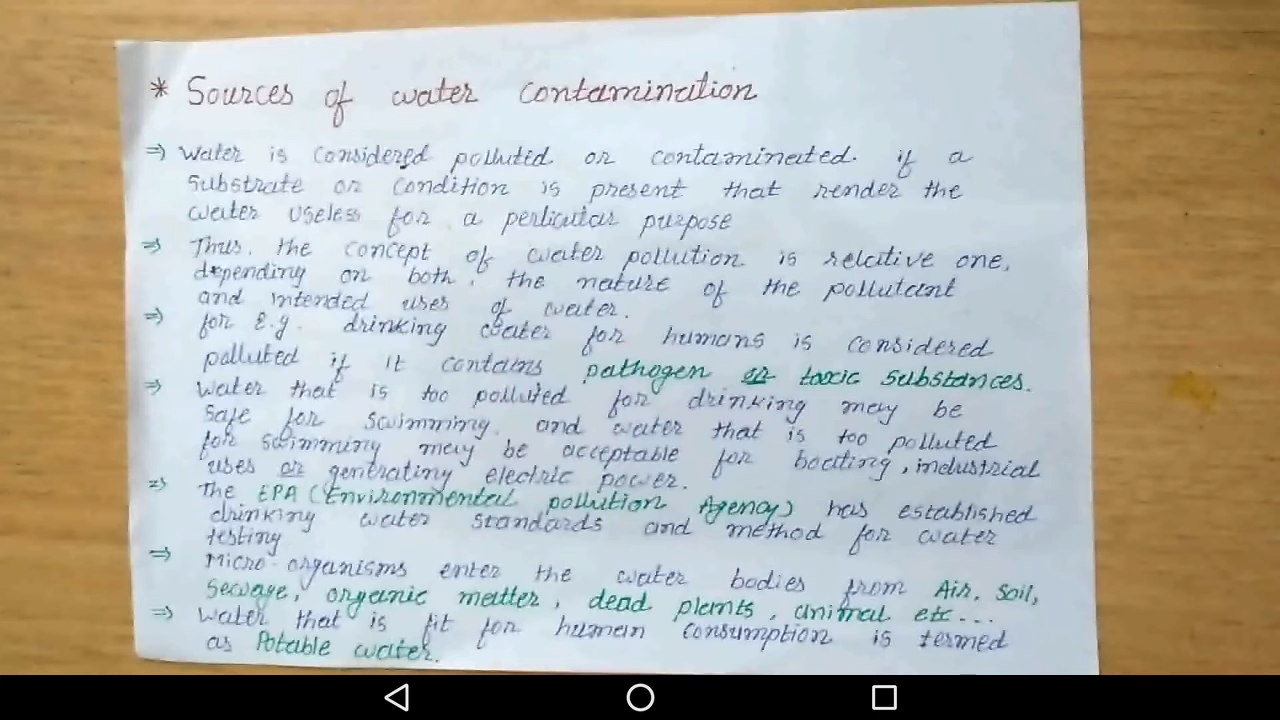 * Sources of water contamination
⇒ Water is considered polluted or contaminated. if a
substrate or condition is present that render the
water useless for a perticular purpose
⇒ Thus. the concept of water pollution is relative one,
depending on both, the nature of the pollutant
and intended uses of water.
⇒ for E.g. drinking water for humans is considered
palluted if it contains pathogen or toxic substances.
⇒ Water that is too polluted for drinking may be
safe for swimming. and water that is too polluted
for swimming may be acceptable for boating, industrial
uses or generating electric power.
⇒ The EPA (Environmental pollution Agency) has established
drinking water standards and method for water
testing
⇒ Micro-organisms enter the water bodies from Air, Soil,
Sewage, organic matter, dead plants, animal etc...
⇒ Water that is fit for human consumption is termed
as Potable water.